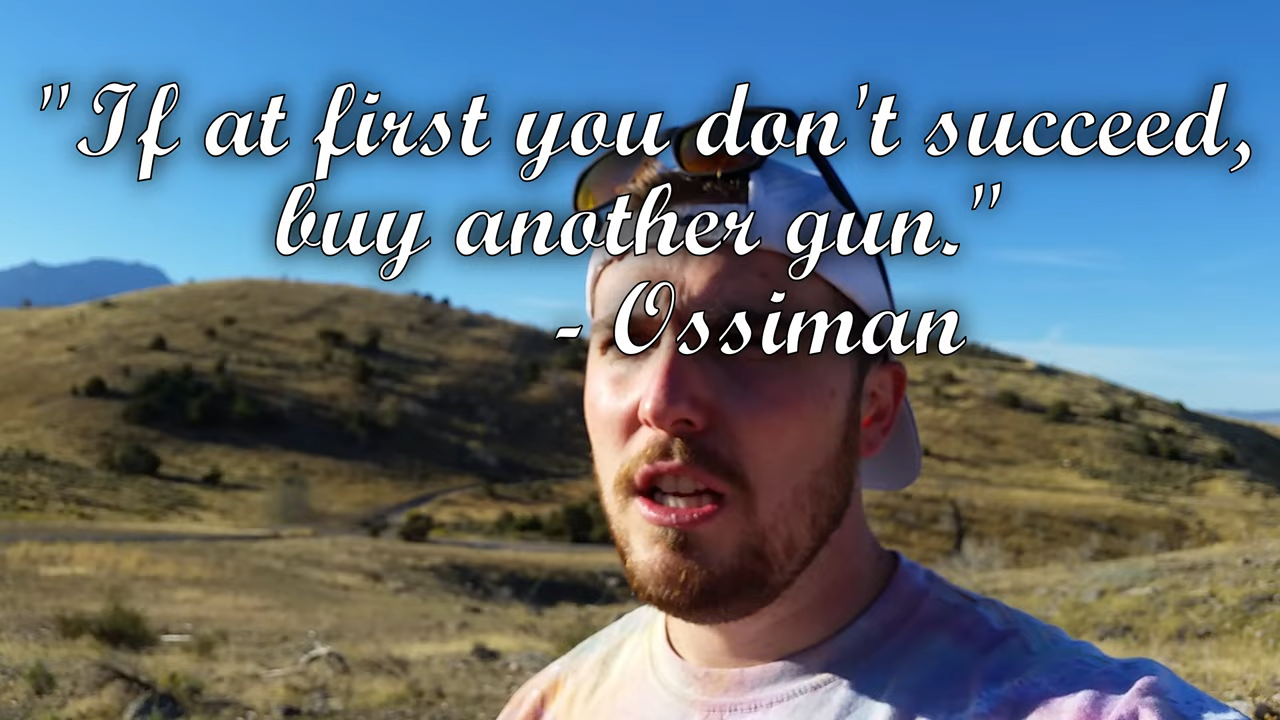 "If at first you don't succeed,
buy another gun."
- Ossiman